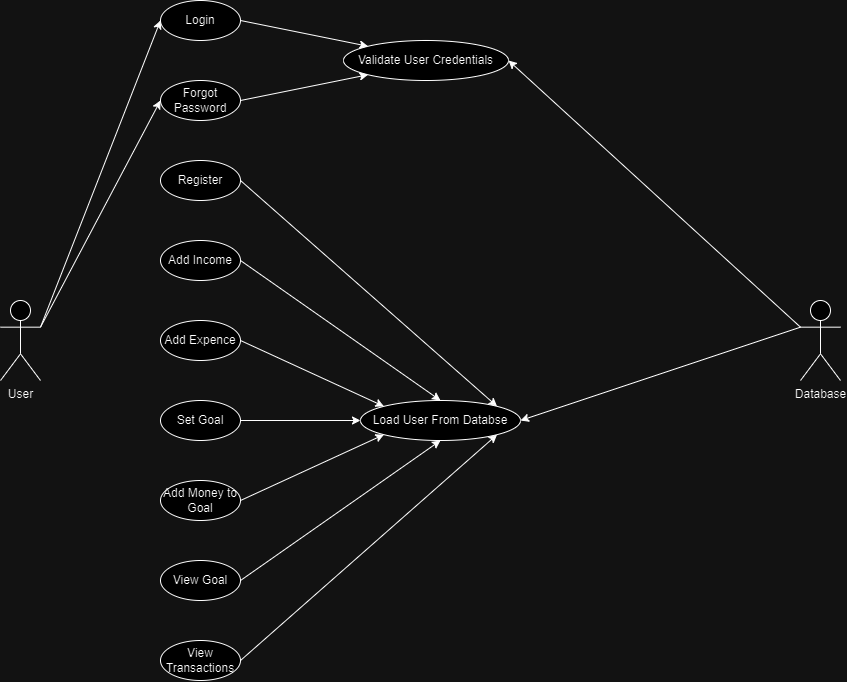 Login
Validate User Credentials
Forgot
Password
Register
Add Income
Add Expence
User
Database
Set Goal
Load User From Databse
Add Money to
Goal
View Goal
View
Transactions